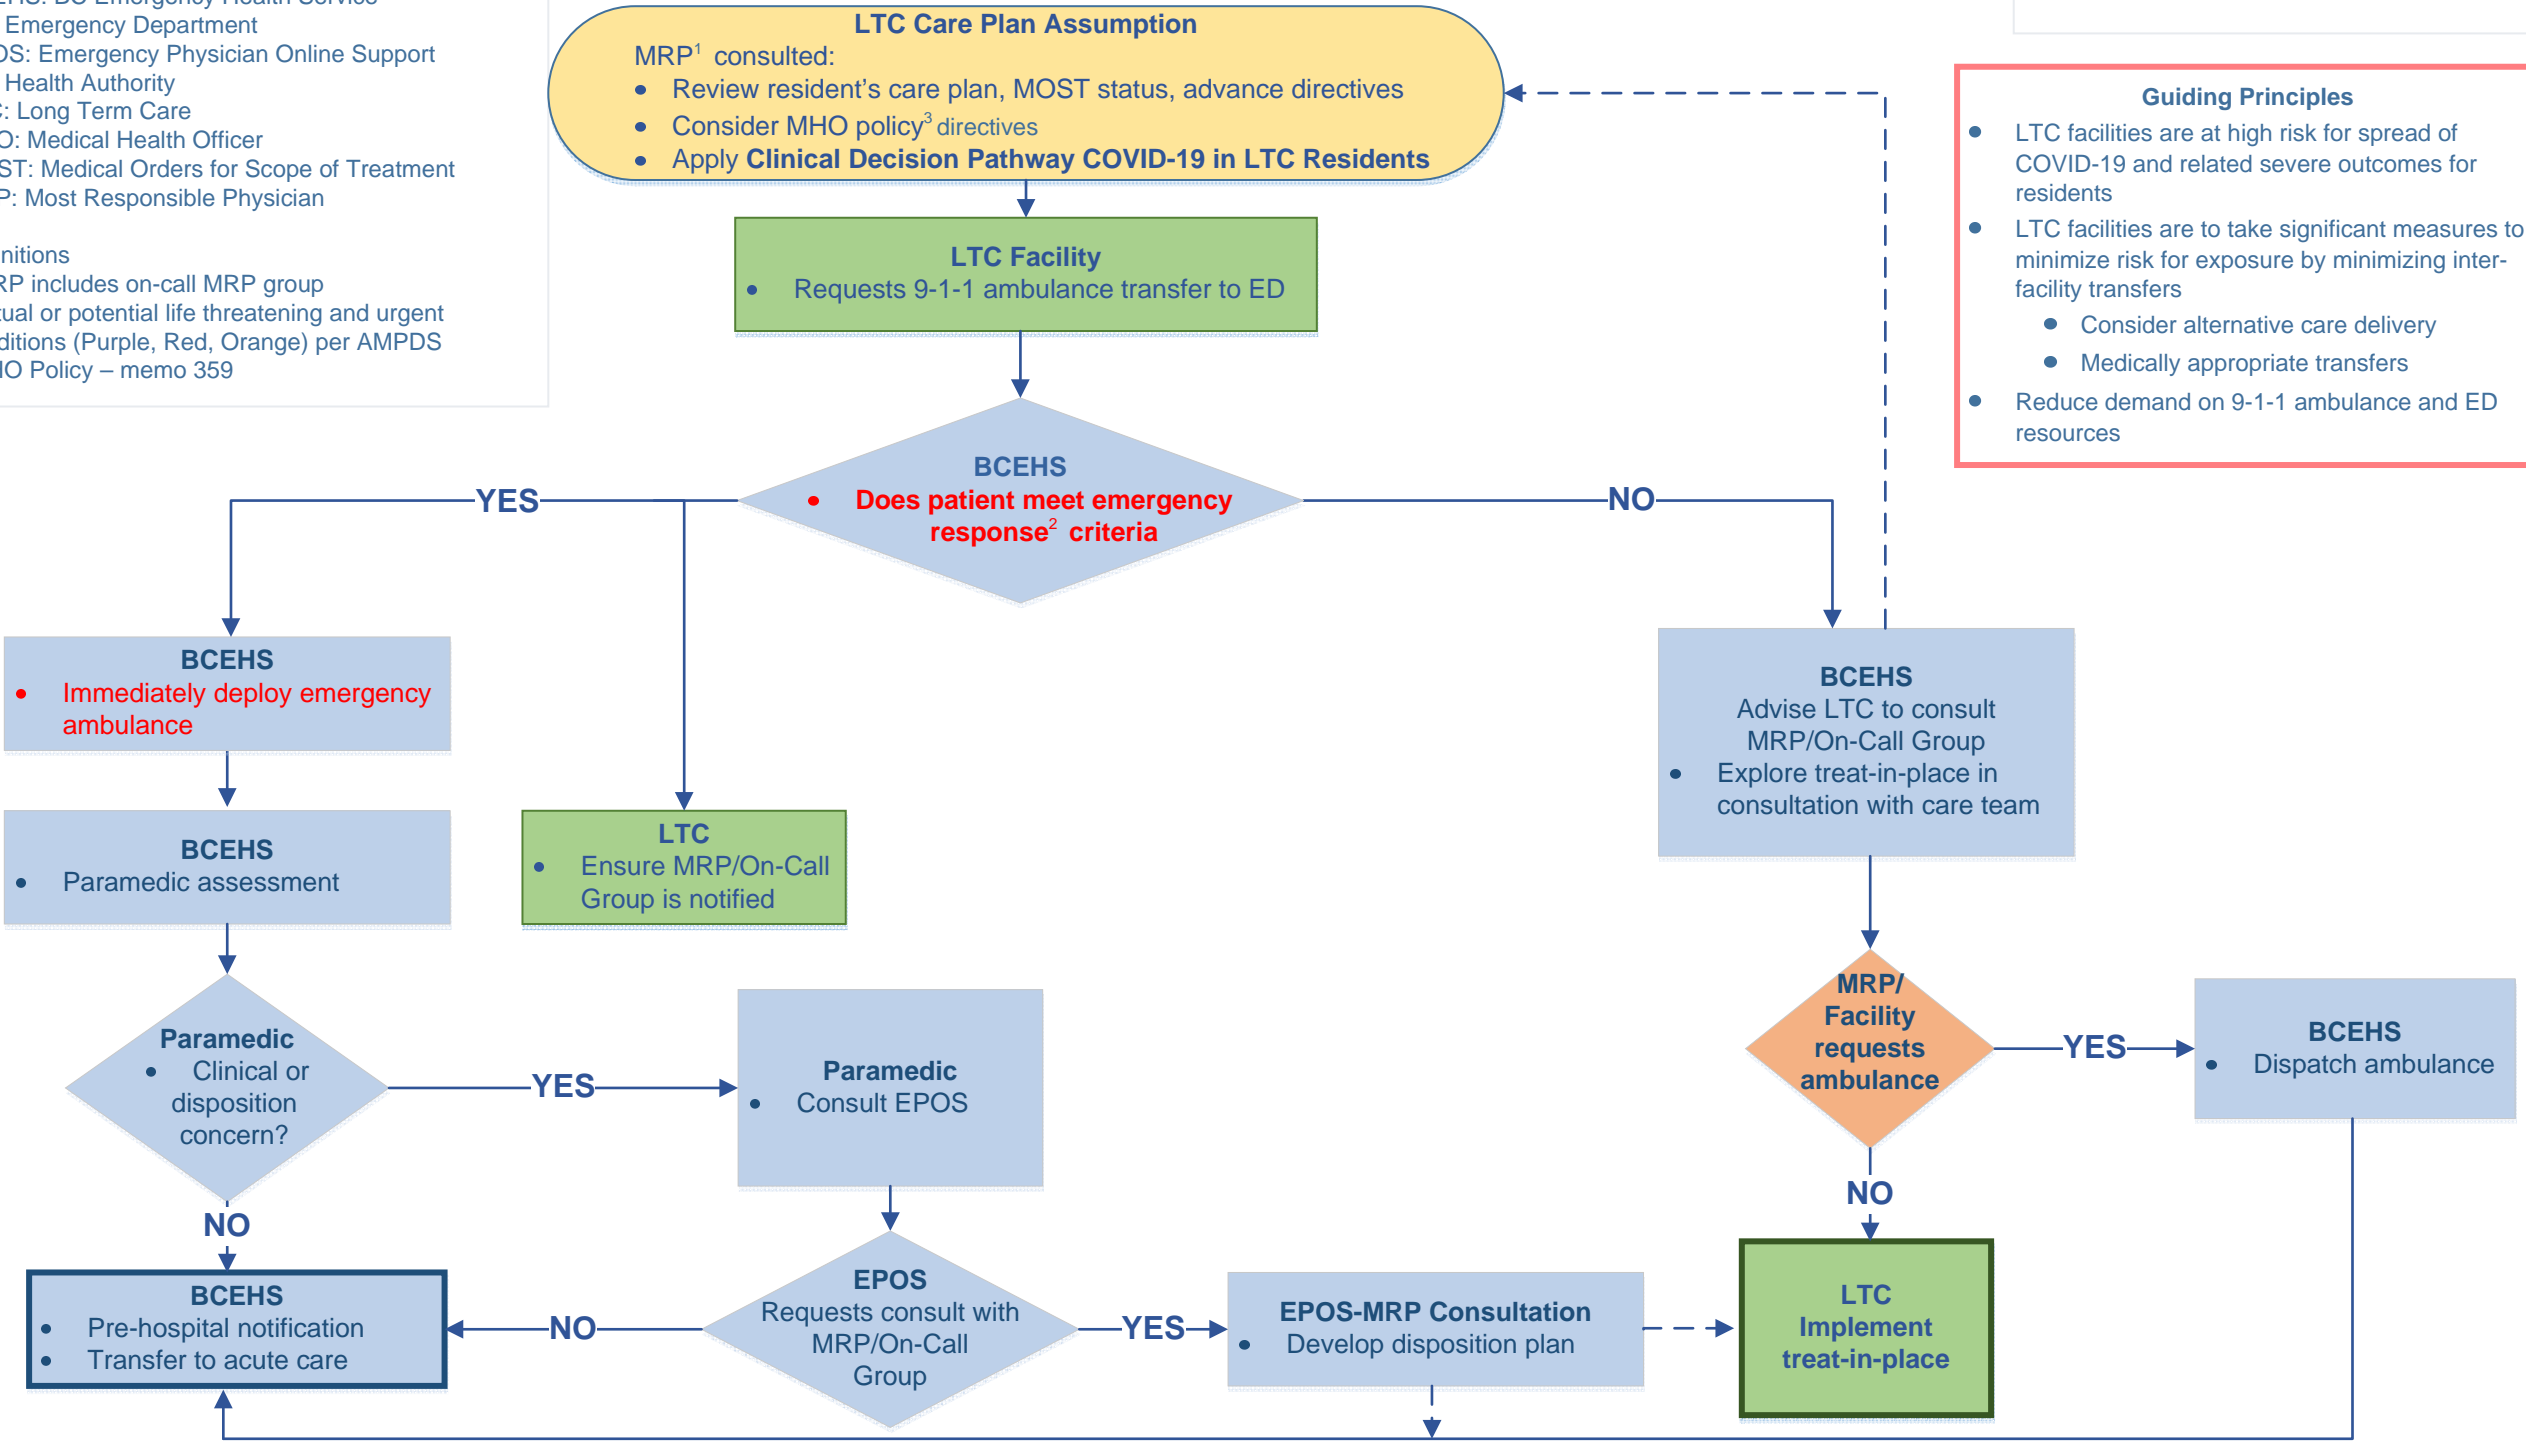 Emergency Department
OS: Emergency Physician Online Support
Health Authority
C: Long Term Care
O: Medical Health Officer
ST: Medical Orders for Scope of Treatment
P: Most Responsible Physician
nitions
RP includes on-call MRP group
tual or potential life threatening and urgent
ditions (Purple, Red, Orange) per AMPDS
HO Policy – memo 359
LTC Care Plan Assumption
MRP1 consulted:
• Review resident's care plan, MOST status, advance directives
• Consider MHO policy3 directives
• Apply Clinical Decision Pathway COVID-19 in LTC Residents
Guiding Principles
• LTC facilities are at high risk for spread of
COVID-19 and related severe outcomes for
residents
• LTC facilities are to take significant measures to
minimize risk for exposure by minimizing inter-
facility transfers
• Consider alternative care delivery
• Medically appropriate transfers
• Reduce demand on 9-1-1 ambulance and ED
resources
LTC Facility
• Requests 9-1-1 ambulance transfer to ED
BCEHS
• Does patient meet emergency
response2 criteria
YES
NO
BCEHS
• Immediately deploy emergency
ambulance
BCEHS
Advise LTC to consult
MRP/On-Call Group
• Explore treat-in-place in
consultation with care team
BCEHS
• Paramedic assessment
LTC
• Ensure MRP/On-Call
Group is notified
Paramedic
• Clinical or
disposition
concern?
YES
Paramedic
• Consult EPOS
MRP/
Facility
requests
ambulance
YES
BCEHS
• Dispatch ambulance
NO
NO
BCEHS
• Pre-hospital notification
• Transfer to acute care
NO
EPOS
Requests consult with
MRP/On-Call
Group
YES
EPOS-MRP Consultation
• Develop disposition plan
LTC
Implement
treat-in-place